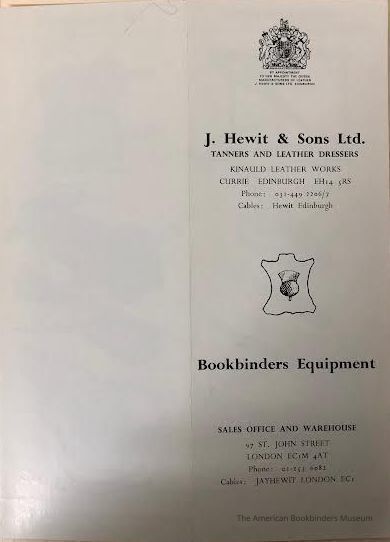 BY APPOINTMENT
TO HER MAJESTY THE QUEEN
MANUFACTURERS OF LEATHER
J. HEWIT & SONS LTD. EDINBURGH
J. Hewit & Sons Ltd.
TANNERS AND LEATHER DRESSERS
KINAULD LEATHER WORKS
CURRIE EDINBURGH EH14 5RS
Phone: 031-449 2206/7
Cables: Hewit Edinburgh
Bookbinders Equipment
SALES OFFICE AND WAREHOUSE
97 ST. JOHN STREET
LONDON EC1M 4AT
Phone: 01-253 6082
Cables: JAYHEWIT LONDON EC1
The American Bookbinders Museum